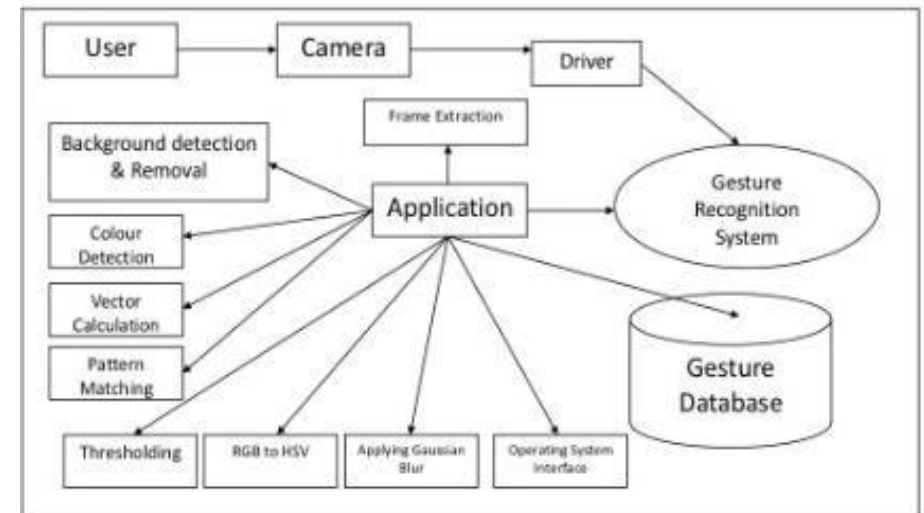 User
Camera
Driver
Frame Extraction
Background detection
& Removal
Application
Gesture
Recognition
System
Colour
Detection
Vector
Calculation
Pattern
Matching
Gesture
Database
Thresholding
RGB to HSV
Applying Gaussian
Blur
Operating System
Interface